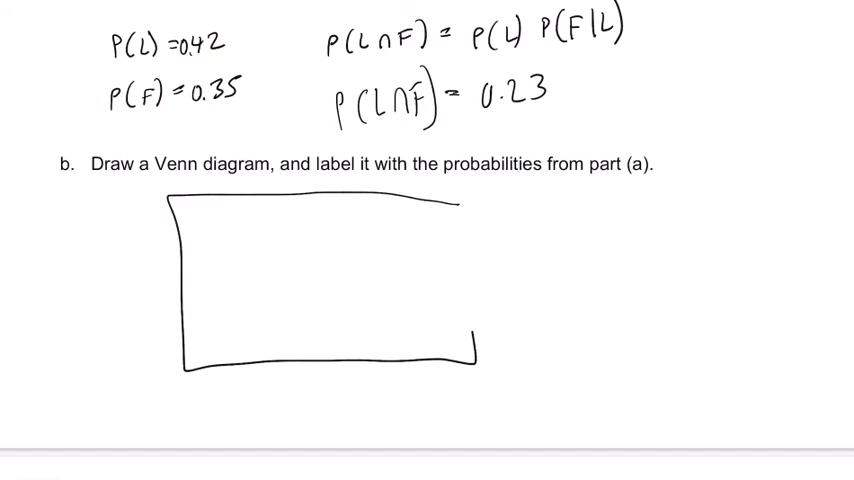 P(L) = 0.42
P(L∩F) = P(L) P(F|L)
P(F) = 0.35
P(L∩F) = 0.23
b. Draw a Venn diagram, and label it with the probabilities from part (a).